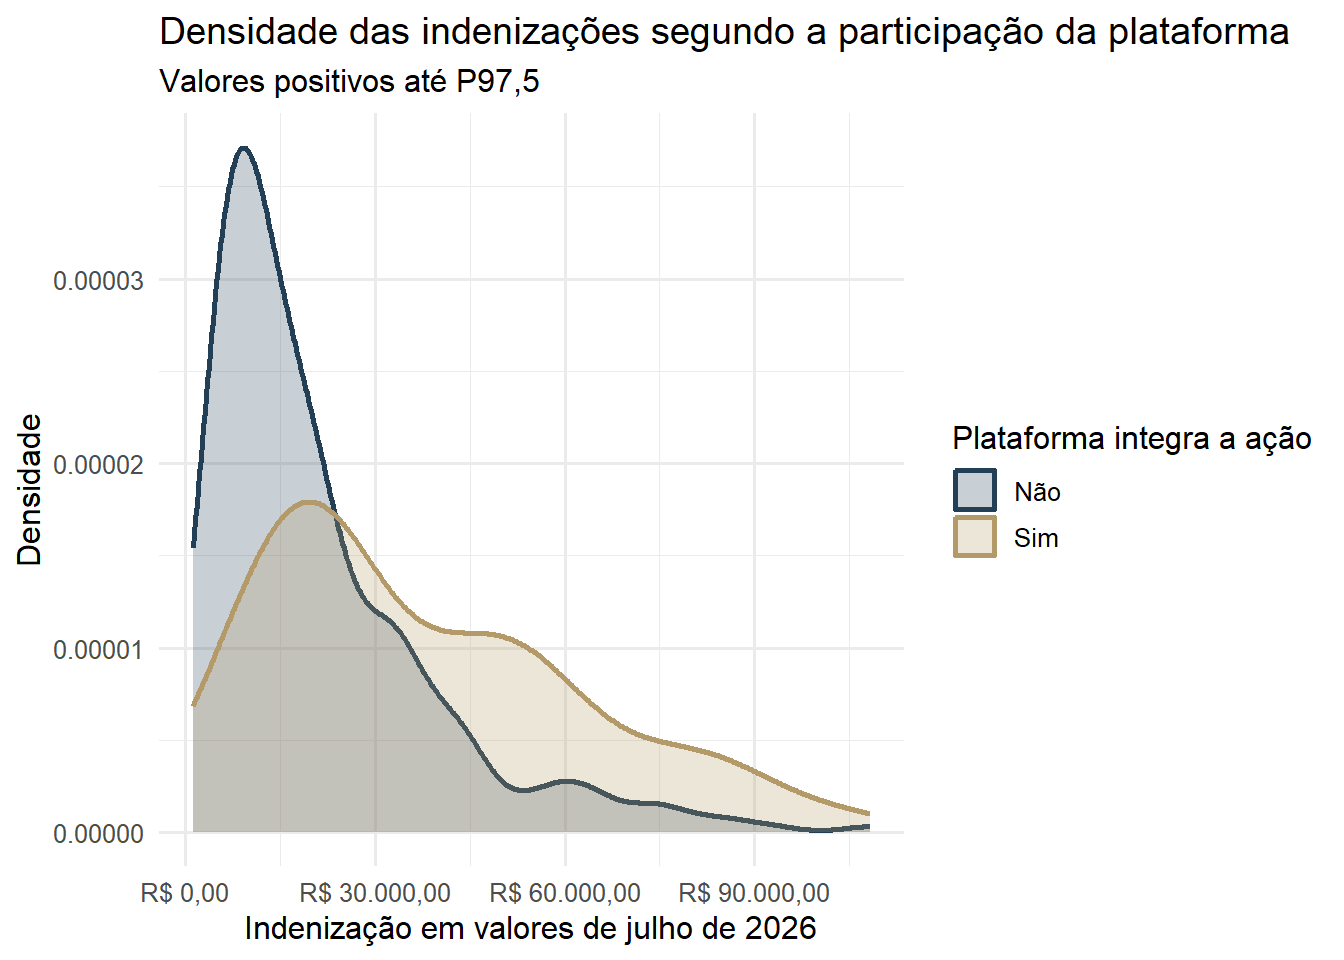 Densidade das indenizações segundo a participação da plataforma
Valores positivos até P97,5
Densidade
0.00003
0.00002
0.00001
0.00000
R$ 0,00
R$ 30.000,00
R$ 60.000,00
R$ 90.000,00
Indenização em valores de julho de 2026
Plataforma integra a ação
Não
Sim